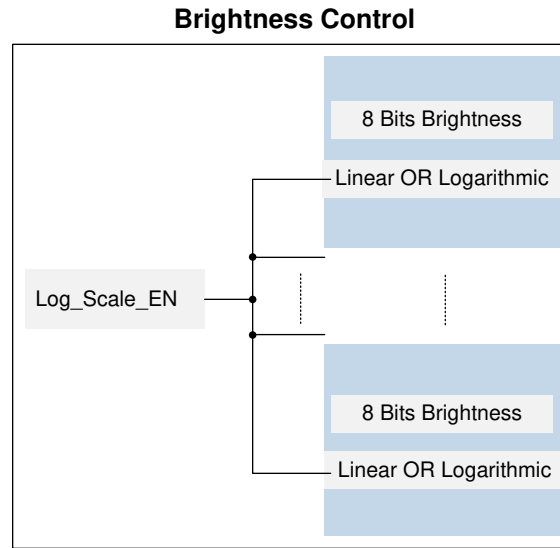 Brightness Control
8 Bits Brightness
Linear OR Logarithmic
Log_Scale_EN
8 Bits Brightness
Linear OR Logarithmic